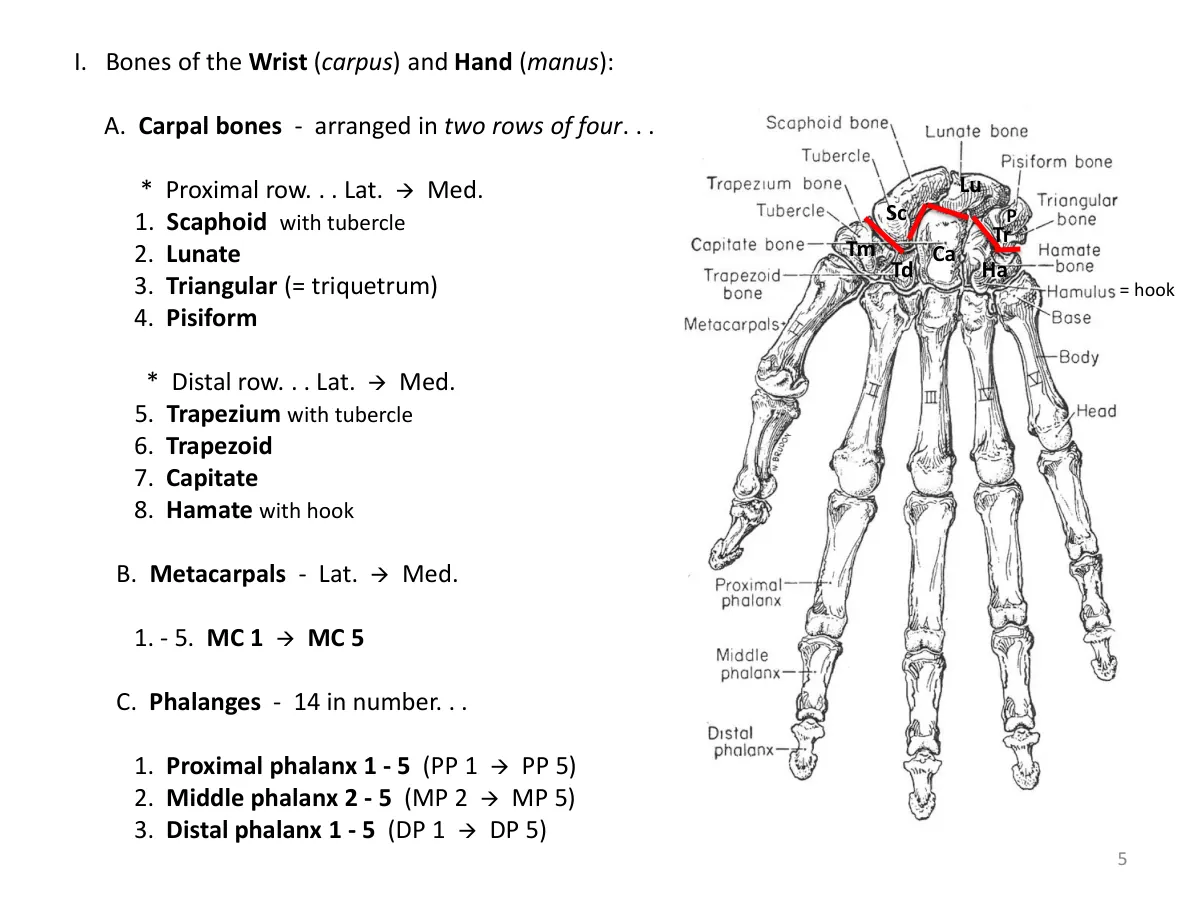 I. Bones of the Wrist (carpus) and Hand (manus):
A. Carpal bones - arranged in two rows of four. . .
* Proximal row. . . Lat. → Med.
1. Scaphoid with tubercle
2. Lunate
3. Triangular (= triquetrum)
4. Pisiform
* Distal row. . . Lat. → Med.
5. Trapezium with tubercle
6. Trapezoid
7. Capitate
8. Hamate with hook
B. Metacarpals - Lat. → Med.
1. - 5. MC 1 → MC 5
C. Phalanges - 14 in number. . .
1. Proximal phalanx 1 - 5 (PP 1 → PP 5)
2. Middle phalanx 2 - 5 (MP 2 → MP 5)
3. Distal phalanx 1 - 5 (DP 1 → DP 5)
Scaphoid bone
Lunate bone
Tubercle
Pisiform bone
Trapezium bone
Lu
Triangular
bone
Tubercle
Sc
P
Tr
Capitate bone
Tm
Ca
Hamate
bone
Trapezoid
bone
Td
Ha
Hamulus = hook
Metacarpals
Base
Body
III
IV
V
Head
N. BRUDON
Proximal
phalanx
Middle
phalanx
Distal
phalanx
5